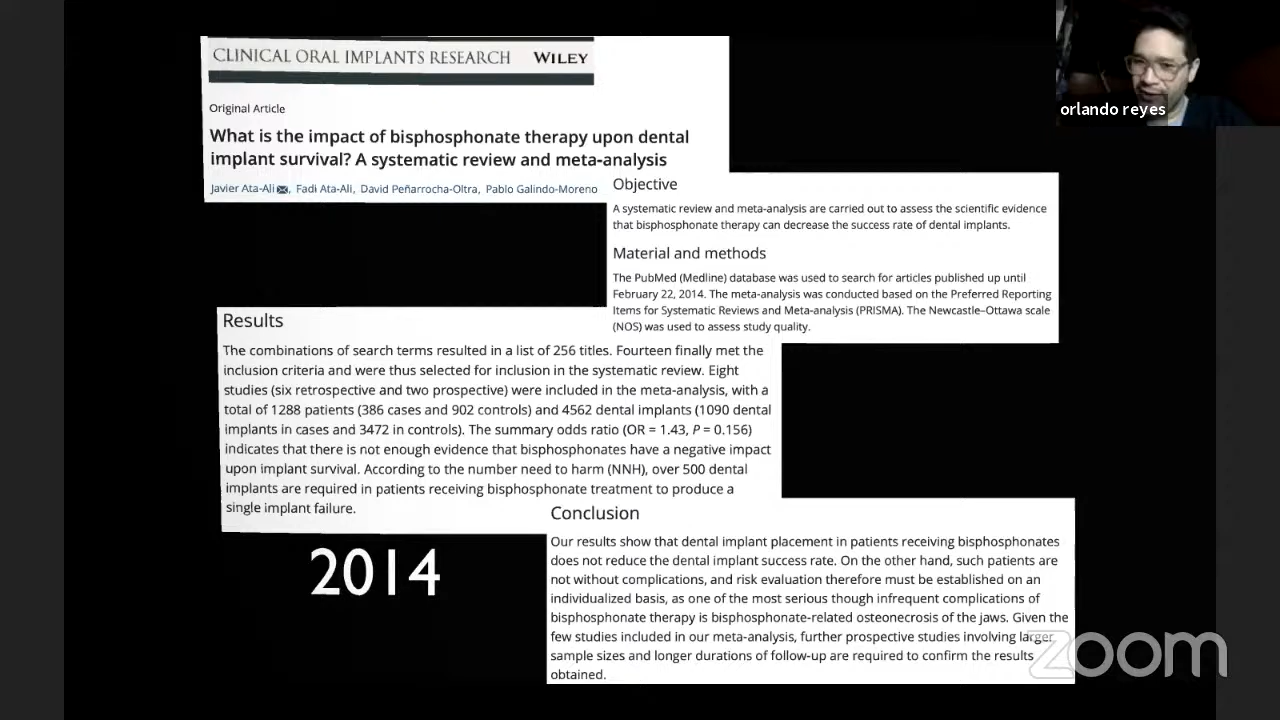 CLINICAL ORAL IMPLANTS RESEARCH WILEY
Original Article
What is the impact of bisphosphonate therapy upon dental
implant survival? A systematic review and meta-analysis
Javier Ata-Ali, Fadi Ata-Ali, David Peñarrocha-Oltra, Pablo Galindo-Moreno
orlando reyes
Objective
A systematic review and meta-analysis are carried out to assess the scientific evidence
that bisphosphonate therapy can decrease the success rate of dental implants.
Material and methods
The PubMed (Medline) database was used to search for articles published up until
February 22, 2014. The meta-analysis was conducted based on the Preferred Reporting
Items for Systematic Reviews and Meta-analysis (PRISMA). The Newcastle–Ottawa scale
(NOS) was used to assess study quality.
Results
The combinations of search terms resulted in a list of 256 titles. Fourteen finally met the
inclusion criteria and were thus selected for inclusion in the systematic review. Eight
studies (six retrospective and two prospective) were included in the meta-analysis, with a
total of 1288 patients (386 cases and 902 controls) and 4562 dental implants (1090 dental
implants in cases and 3472 in controls). The summary odds ratio (OR = 1.43, P = 0.156)
indicates that there is not enough evidence that bisphosphonates have a negative impact
upon implant survival. According to the number need to harm (NNH), over 500 dental
implants are required in patients receiving bisphosphonate treatment to produce a
single implant failure.
2014
Conclusion
Our results show that dental implant placement in patients receiving bisphosphonates
does not reduce the dental implant success rate. On the other hand, such patients are
not without complications, and risk evaluation therefore must be established on an
individualized basis, as one of the most serious though infrequent complications of
bisphosphonate therapy is bisphosphonate-related osteonecrosis of the jaws. Given the
few studies included in our meta-analysis, further prospective studies involving larger
sample sizes and longer durations of follow-up are required to confirm the results
obtained.
zoom